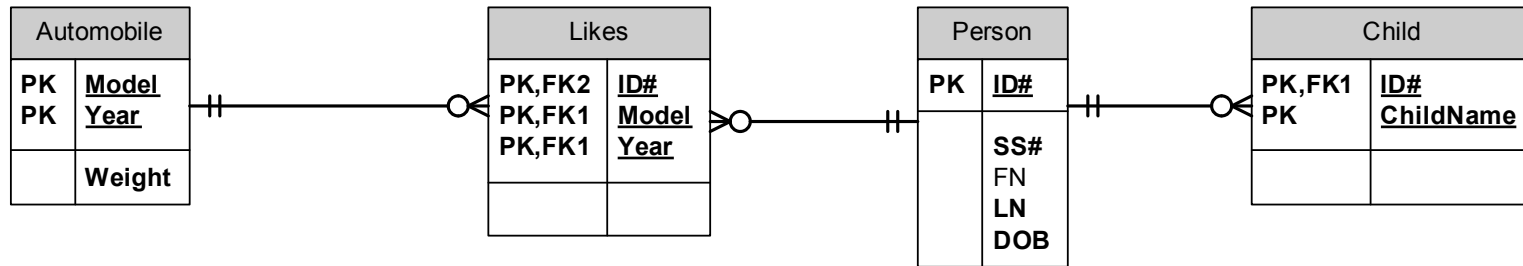 Automobile
PK Model
PK Year
Weight
Likes
PK,FK2 ID#
PK,FK1 Model
PK,FK1 Year
Person
PK ID#
SS#
FN
LN
DOB
Child
PK,FK1 ID#
PK ChildName